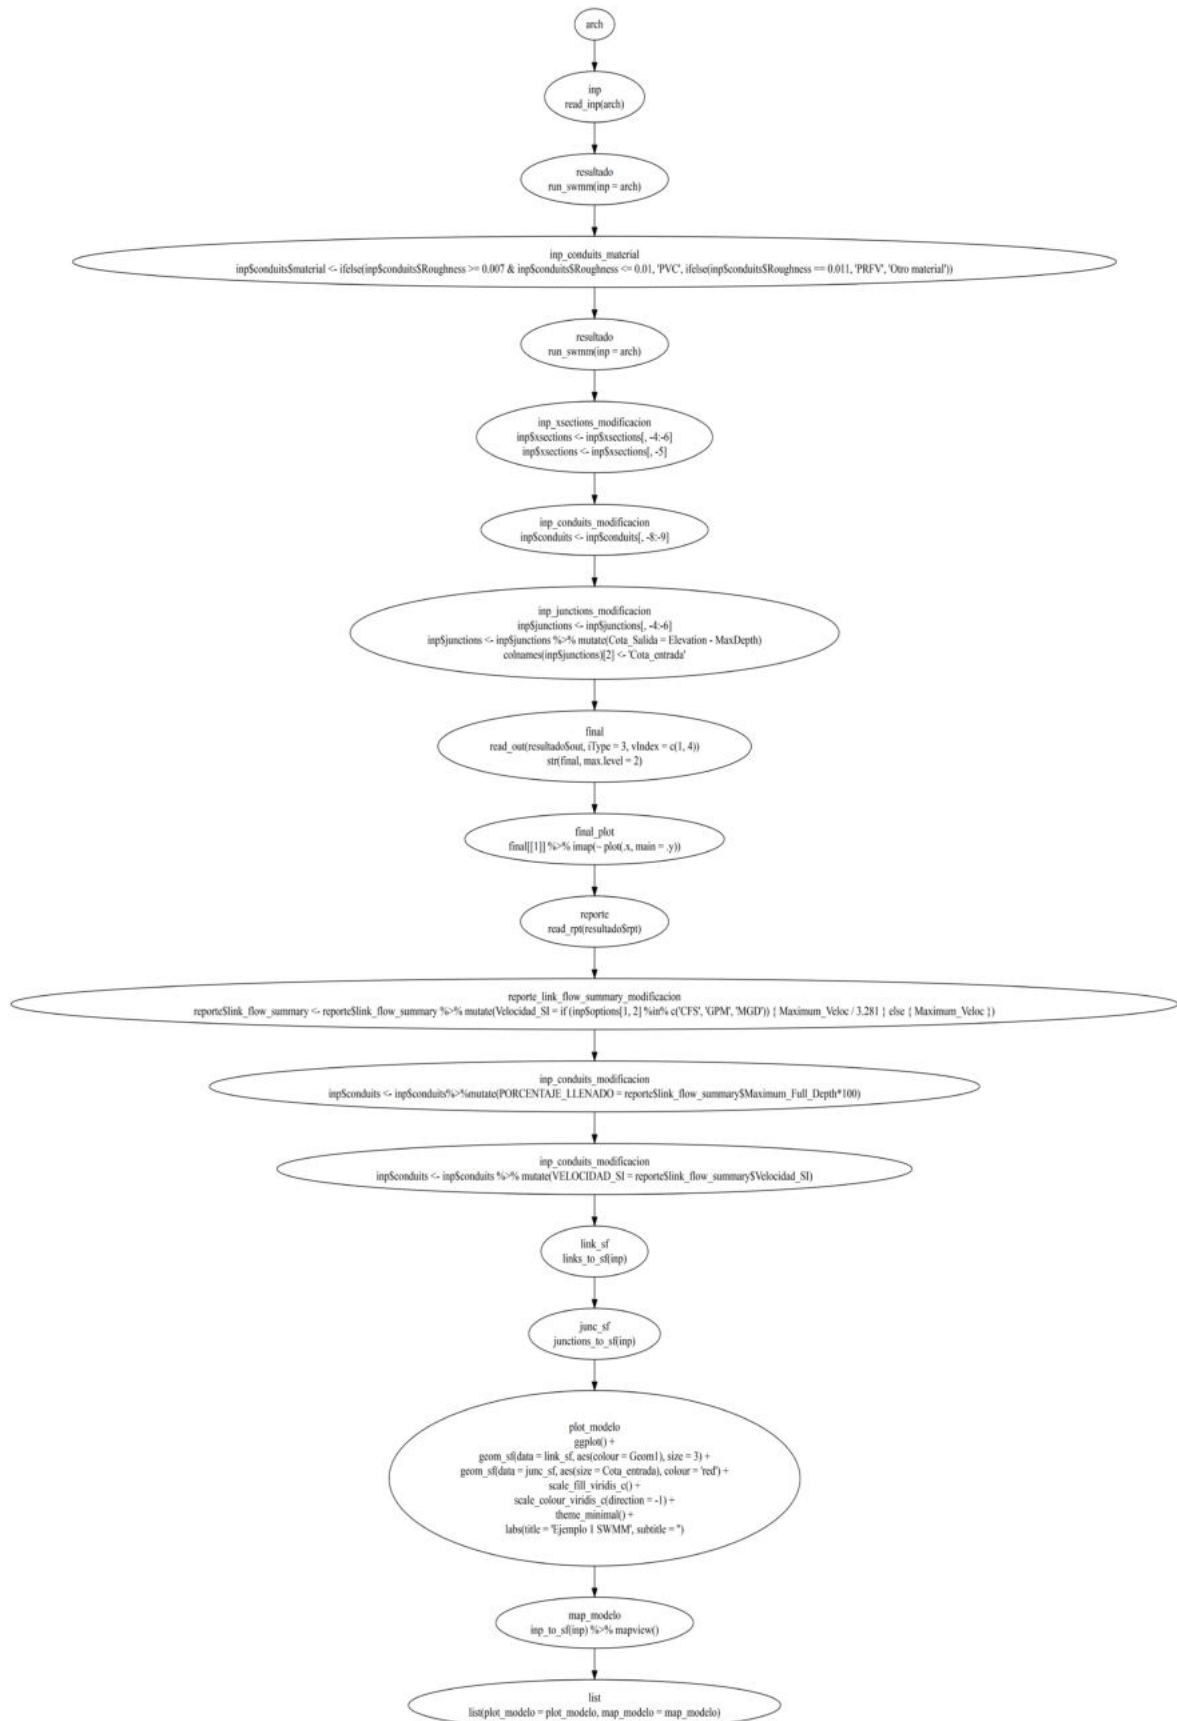 arch
inp
read_inp(arch)
resultado
run_swmm(inp = arch)
inp_conduits_material
inp$conduits$material <- ifelse(inp$conduits$Roughness >= 0.007 & inp$conduits$Roughness <= 0.01, 'PVC', ifelse(inp$conduits$Roughness == 0.011, 'PRFV', 'Otro material'))
resultado
run_swmm(inp = arch)
inp_xsections_modificacion
inp$xsections <- inp$xsections[, -4:-6]
inp$xsections <- inp$xsections[, -5]
inp_conduits_modificacion
inp$conduits <- inp$conduits[, -8:-9]
inp_junctions_modificacion
inp$junctions <- inp$junctions[, -4:-6]
inp$junctions <- inp$junctions %>% mutate(Cota_Salida = Elevation - MaxDepth)
colnames(inp$junctions)[2] <- 'Cota_entrada'
final
read_out(resultado$out, iType = 3, vIndex = c(1, 4))
str(final, max.level = 2)
final_plot
final[[1]] %>% imap(~ plot(.x, main = .y))
reporte
read_rpt(resultado$rpt)
reporte_link_flow_summary_modificacion
reporte$link_flow_summary <- reporte$link_flow_summary %>% mutate(Velocidad_SI = if (inp$options[1, 2] %in% c('CFS', 'GPM', 'MGD')) { Maximum_Veloc / 3.281 } else { Maximum_Veloc })
inp_conduits_modificacion
inp$conduits <- inp$conduits%>%mutate(PORCENTAJE_LLENADO = reporte$link_flow_summary$Maximum_Full_Depth*100)
inp_conduits_modificacion
inp$conduits <- inp$conduits %>% mutate(VELOCIDAD_SI = reporte$link_flow_summary$Velocidad_SI)
link_sf
links_to_sf(inp)
junc_sf
junctions_to_sf(inp)
plot_modelo
ggplot() +
geom_sf(data = link_sf, aes(colour = Geom1), size = 3) +
geom_sf(data = junc_sf, aes(size = Cota_entrada), colour = 'red') +
scale_fill_viridis_c() +
scale_colour_viridis_c(direction = -1) +
theme_minimal() +
labs(title = 'Ejemplo 1 SWMM', subtitle = '')
map_modelo
inp_to_sf(inp) %>% mapview()
list
list(plot_modelo = plot_modelo, map_modelo = map_modelo)